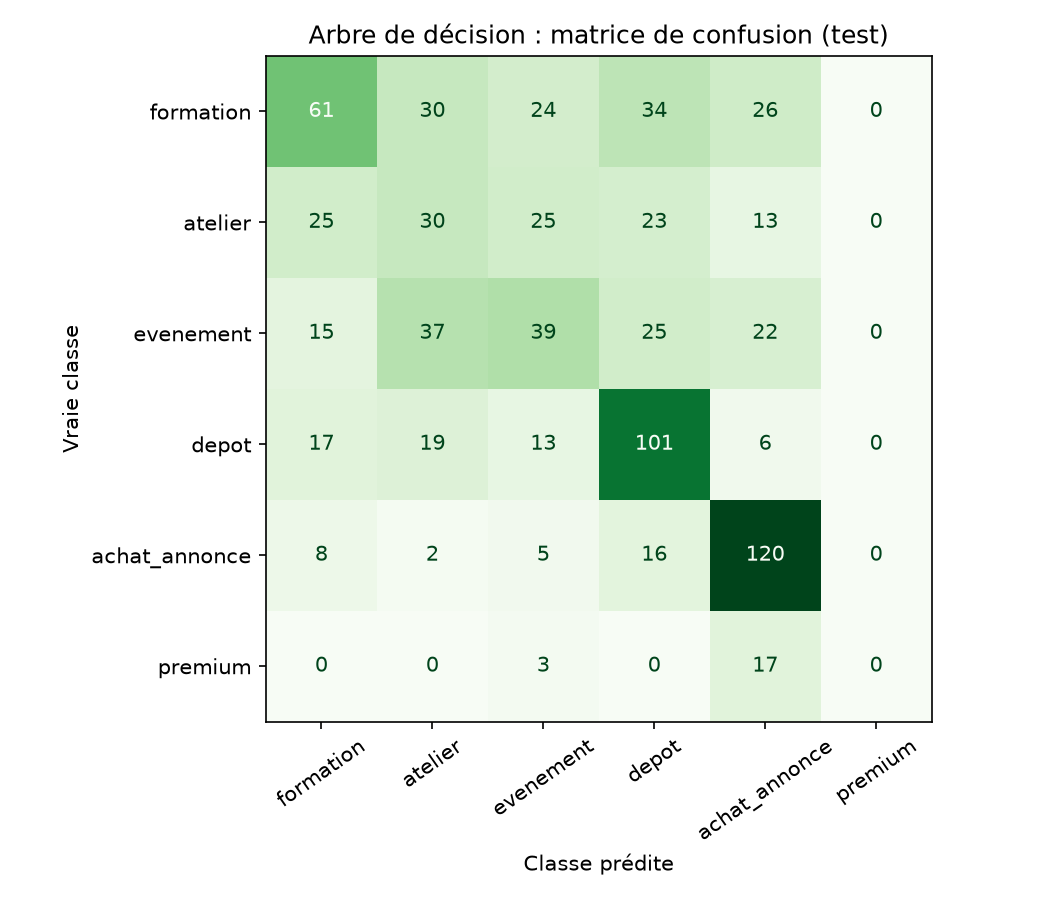 Arbre de décision : matrice de confusion (test)
formation 61 30 24 34 26 0
atelier 25 30 25 23 13 0
evenement 15 37 39 25 22 0
depot 17 19 13 101 6 0
achat_annonce 8 2 5 16 120 0
premium 0 0 3 0 17 0
Vraie classe
formation atelier evenement depot achat_annonce premium
Classe prédite